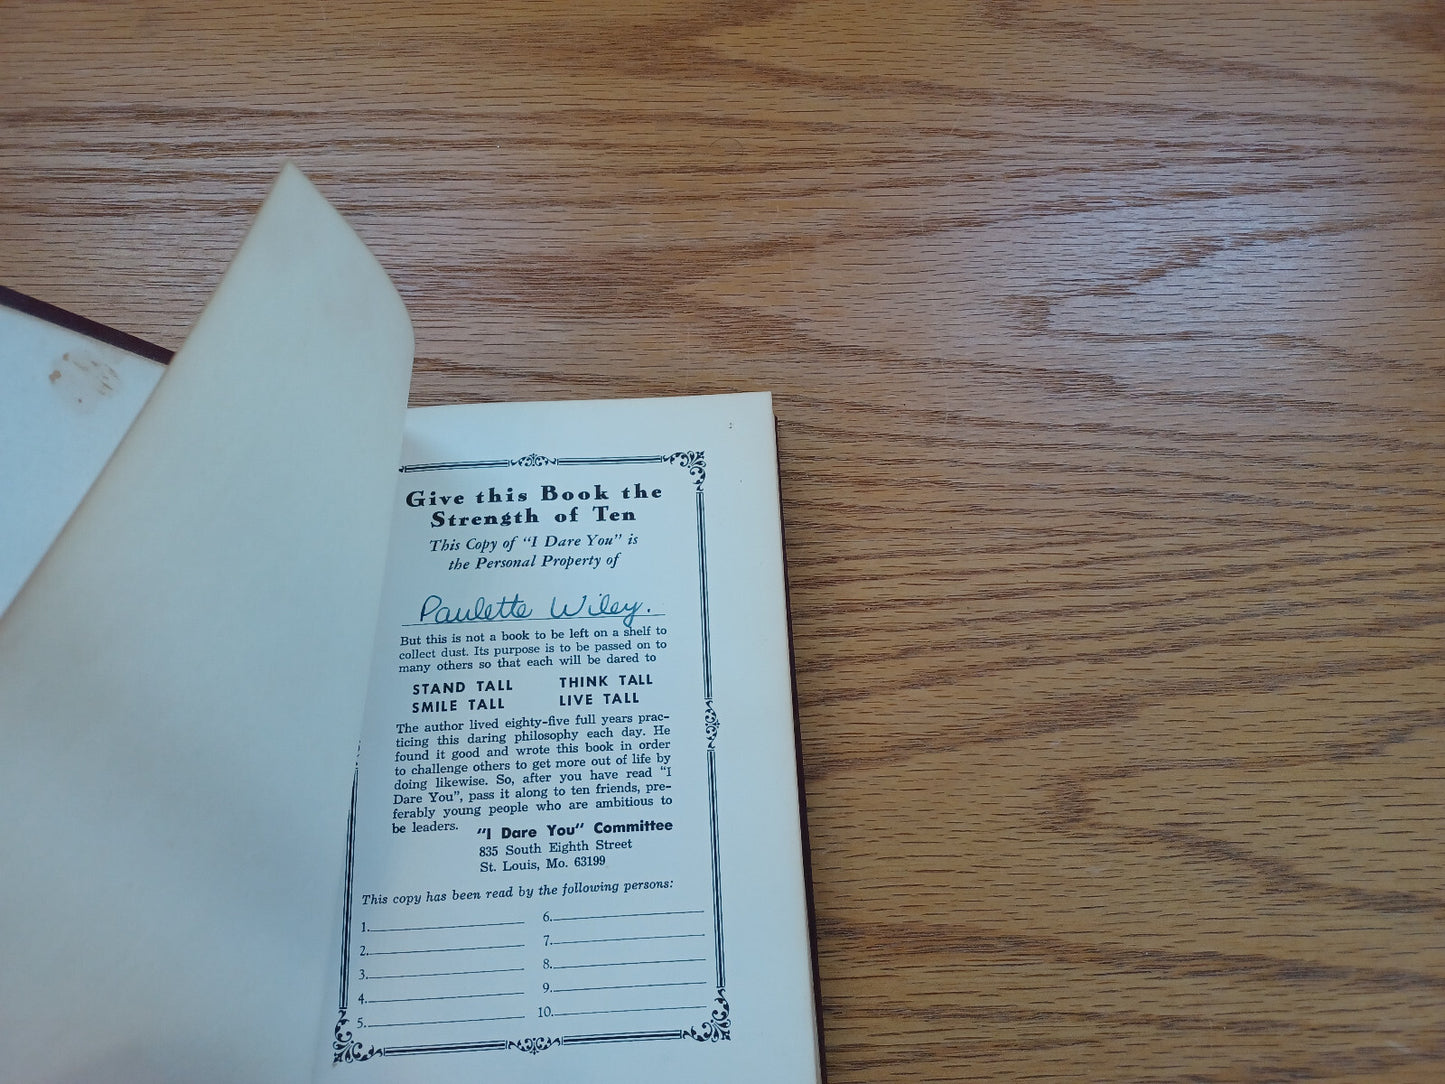 Give this Book the
Strength of Ten
This Copy of "I Dare You" is
the Personal Property of
Paulette Wiley.
But this is not a book to be left on a shelf to
collect dust. Its purpose is to be passed on to
many others so that each will be dared to
STAND TALL THINK TALL
SMILE TALL LIVE TALL
The author lived eighty-five full years prac-
ticing this daring philosophy each day. He
found it good and wrote this book in order
to challenge others to get more out of life by
doing likewise. So, after you have read "I
Dare You", pass it along to ten friends, pre-
ferably young people who are ambitious to
be leaders.
"I Dare You" Committee
835 South Eighth Street
St. Louis, Mo. 63199
This copy has been read by the following persons:
1. 6.
2. 7.
3. 8.
4. 9.
5. 10.